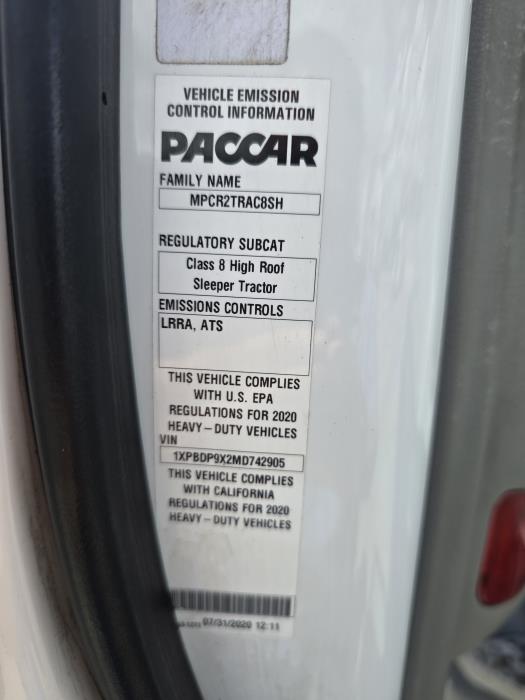 VEHICLE EMISSION
CONTROL INFORMATION
PACCAR
FAMILY NAME
MPCR2TRAC8SH
REGULATORY SUBCAT
Class 8 High Roof
Sleeper Tractor
EMISSIONS CONTROLS
LRRA, ATS
THIS VEHICLE COMPLIES
WITH U.S. EPA
REGULATIONS FOR 2020
HEAVY-DUTY VEHICLES
VIN
1XPBDP9X2MD742905
THIS VEHICLE COMPLIES
WITH CALIFORNIA
REGULATIONS FOR 2020
HEAVY-DUTY VEHICLES
07/31/2020 12:11